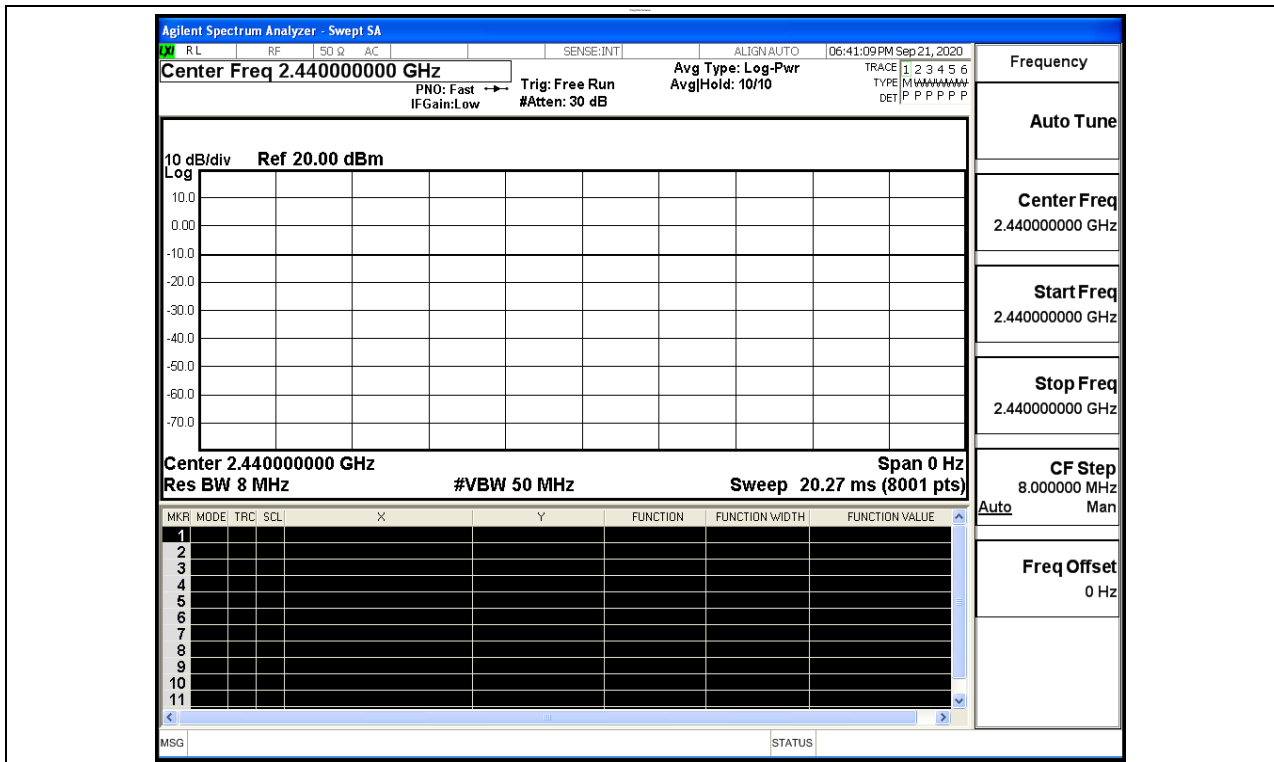 Agilent Spectrum Analyzer - Swept SA
LXI RL RF 50 Ω AC SENSE:INT ALIGN AUTO 06:41:09 PM Sep 21, 2020
Center Freq 2.440000000 GHz
PNO: Fast
IFGain:Low
Trig: Free Run
#Atten: 30 dB
Avg Type: Log-Pwr
Avg|Hold: 10/10
TRACE 1 2 3 4 5 6
TYPE M WWWWW
DET P P P P P P
10 dB/div Ref 20.00 dBm
Log
10.0
0.00
-10.0
-20.0
-30.0
-40.0
-50.0
-60.0
-70.0
Center 2.440000000 GHz Span 0 Hz
Res BW 8 MHz #VBW 50 MHz Sweep 20.27 ms (8001 pts)
MKR MODE TRC SCL X Y FUNCTION FUNCTION WIDTH FUNCTION VALUE
1
2
3
4
5
6
7
8
9
10
11
MSG STATUS
Frequency
Auto Tune
Center Freq
2.440000000 GHz
Start Freq
2.440000000 GHz
Stop Freq
2.440000000 GHz
CF Step
8.000000 MHz
Auto Man
Freq Offset
0 Hz